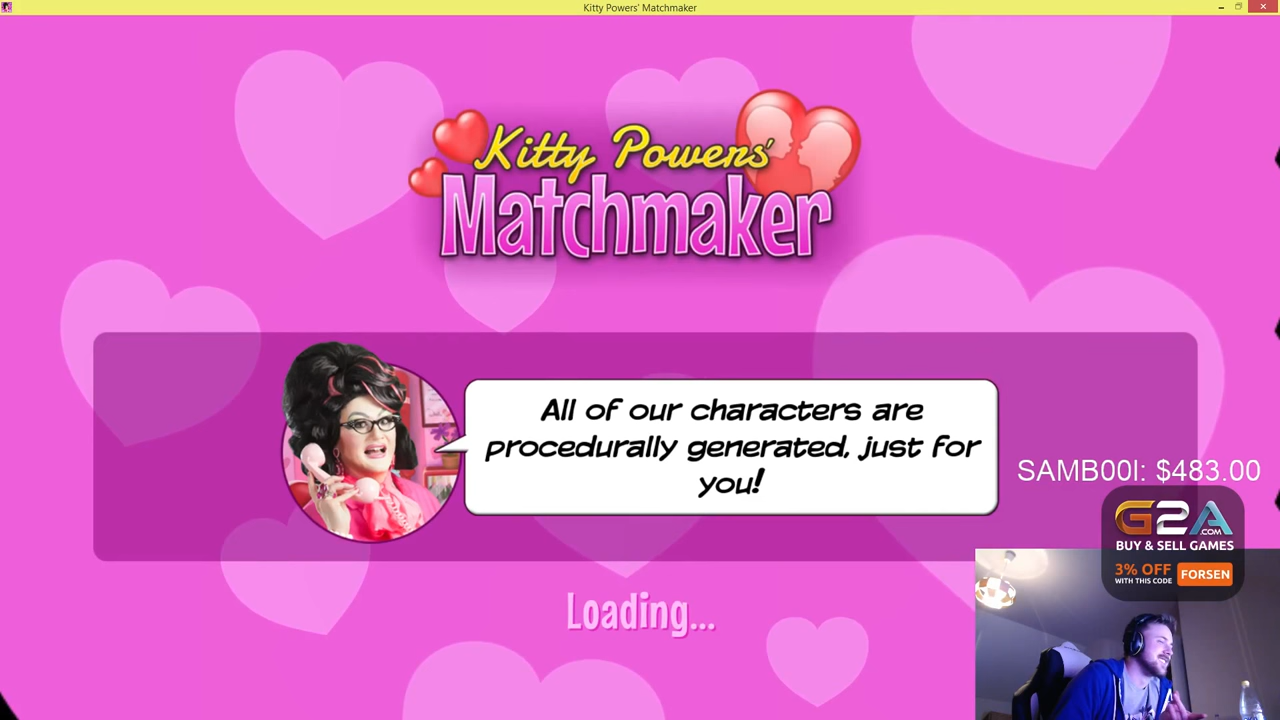 Kitty Powers' Matchmaker
Kitty Powers'
Matchmaker
All of our characters are
procedurally generated, just for
you!
SAMB00I: $483.00
G2A
.COM
BUY & SELL GAMES
3% OFF
WITH THIS CODE
FORSEN
Loading...